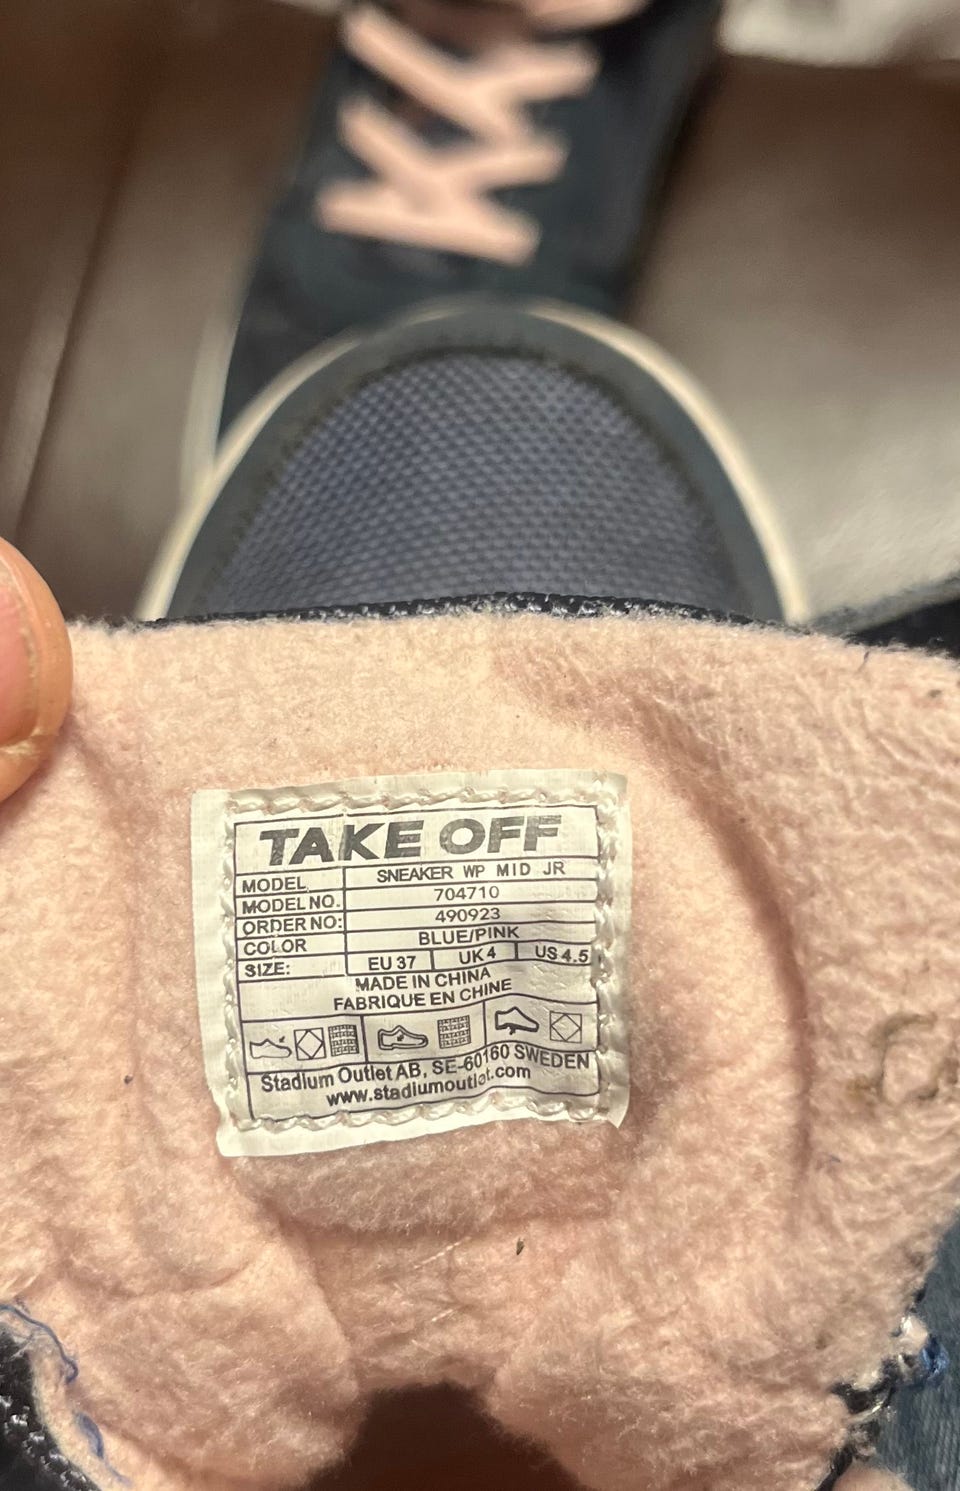 TAKE OFF
MODEL SNEAKER WP MID JR
MODEL NO. 704710
ORDER NO: 490923
COLOR BLUE/PINK
SIZE: EU 37 UK 4 US 4.5
MADE IN CHINA
FABRIQUE EN CHINE
Stadium Outlet AB, SE-60160 SWEDEN
www.stadiumoutlet.com